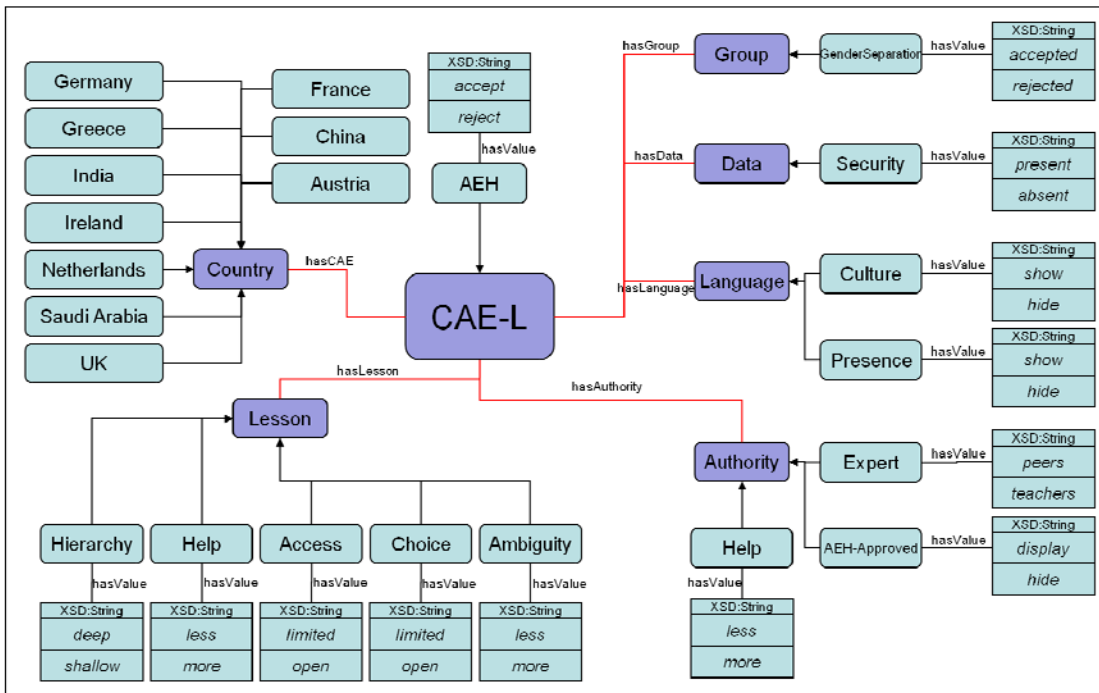 Germany
Greece
India
Ireland
Netherlands
Saudi Arabia
UK
France
China
Austria
Country
hasCAE
XSD:String
accept
reject
hasValue
AEH
CAE-L
hasGroup
Group
GenderSeparation
hasValue
XSD:String
accepted
rejected
hasData
Data
Security
hasValue
XSD:String
present
absent
hasLanguage
Language
Culture
hasValue
XSD:String
show
hide
Presence
hasValue
XSD:String
show
hide
hasLesson
Lesson
hasAuthority
Authority
Expert
hasValue
XSD:String
peers
teachers
AEH-Approved
hasValue
XSD:String
display
hide
Help
hasValue
XSD:String
less
more
Hierarchy
hasValue
XSD:String
deep
shallow
Help
hasValue
XSD:String
less
more
Access
hasValue
XSD:String
limited
open
Choice
hasValue
XSD:String
limited
open
Ambiguity
hasValue
XSD:String
less
more